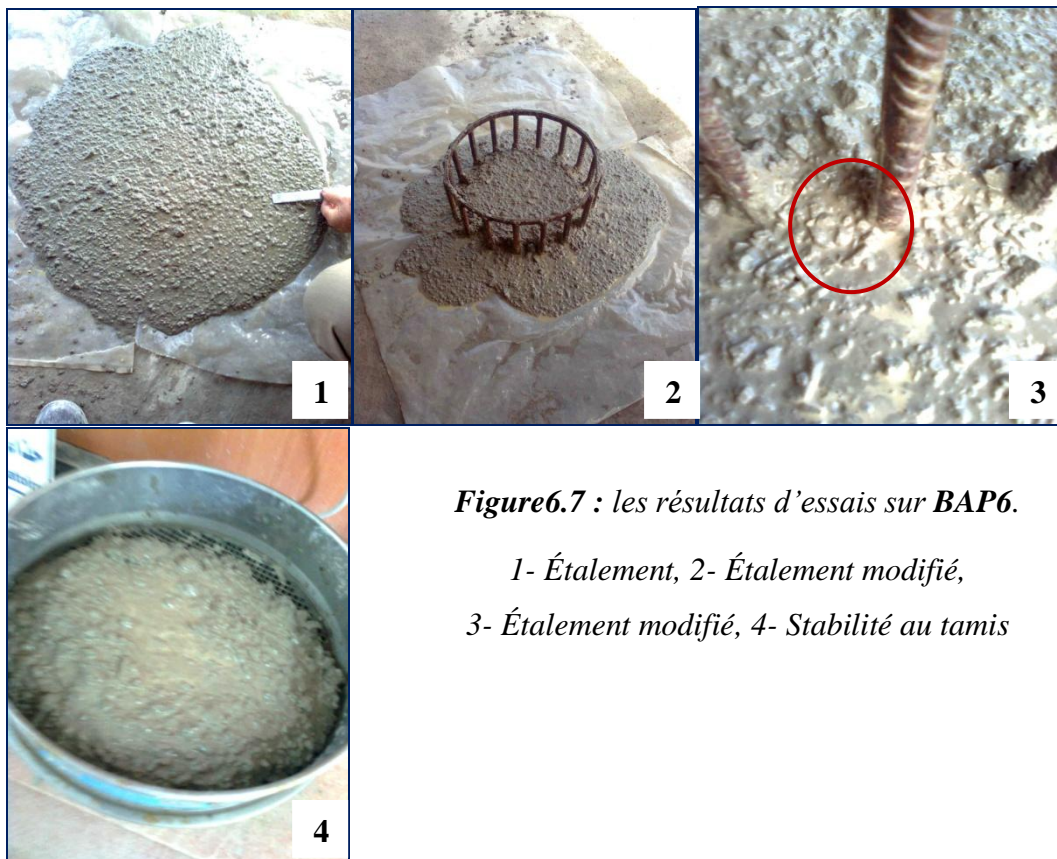 1
2
3
4
Figure6.7 : les résultats d'essais sur BAP6.
1- Étalement, 2- Étalement modifié,
3- Étalement modifié, 4- Stabilité au tamis